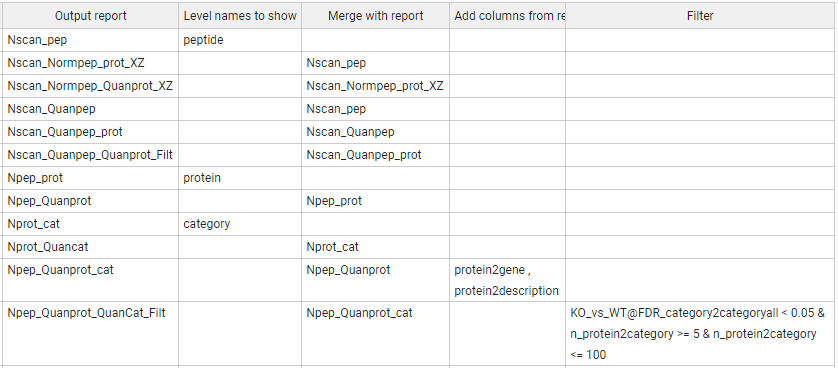 Output report	Level names to show	Merge with report	Add columns from re	Filter
Nscan_pep	peptide
Nscan_Normpep_prot_XZ	Nscan_pep
Nscan_Normpep_Quanprot_XZ	Nscan_Normpep_prot_XZ
Nscan_Quanpep	Nscan_pep
Nscan_Quanpep_prot	Nscan_Quanpep
Nscan_Quanpep_Quanprot_Filt	Nscan_Quanpep_prot
Npep_prot	protein
Npep_Quanprot	Npep_prot
Nprot_cat	category
Nprot_Quancat	Nprot_cat
Npep_Quanprot_cat	Npep_Quanprot	protein2gene ,
protein2description
Npep_Quanprot_QuanCat_Filt	Npep_Quanprot_cat	KO_vs_WT@FDR_category2categoryall < 0.05 &
n_protein2category >= 5 & n_protein2category
<= 100